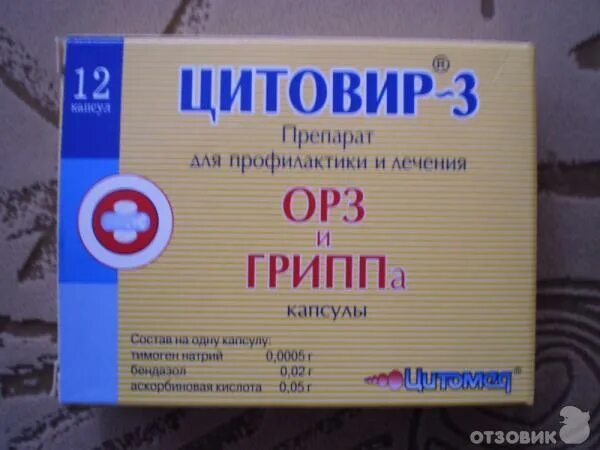 12
капсул
ЦИТОВИР-3®
Препарат
для профилактики и лечения
ОРЗ
и
ГРИППа
капсулы
Состав на одну капсулу:
тимоген натрий 0,0005 г
бендазол 0,02 г
аскорбиновая кислота 0,05 г
Цитомед®
ОТЗОВИК